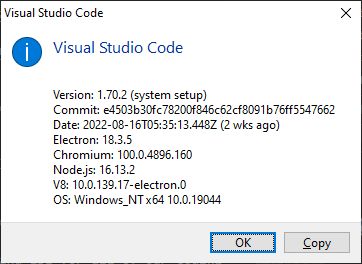 Visual Studio Code
Visual Studio Code
Version: 1.70.2 (system setup)
Commit: e4503b30fc78200f846c62cf8091b76ff5547662
Date: 2022-08-16T05:35:13.448Z (2 wks ago)
Electron: 18.3.5
Chromium: 100.0.4896.160
Node.js: 16.13.2
V8: 10.0.139.17-electron.0
OS: Windows_NT x64 10.0.19044
OK
Copy